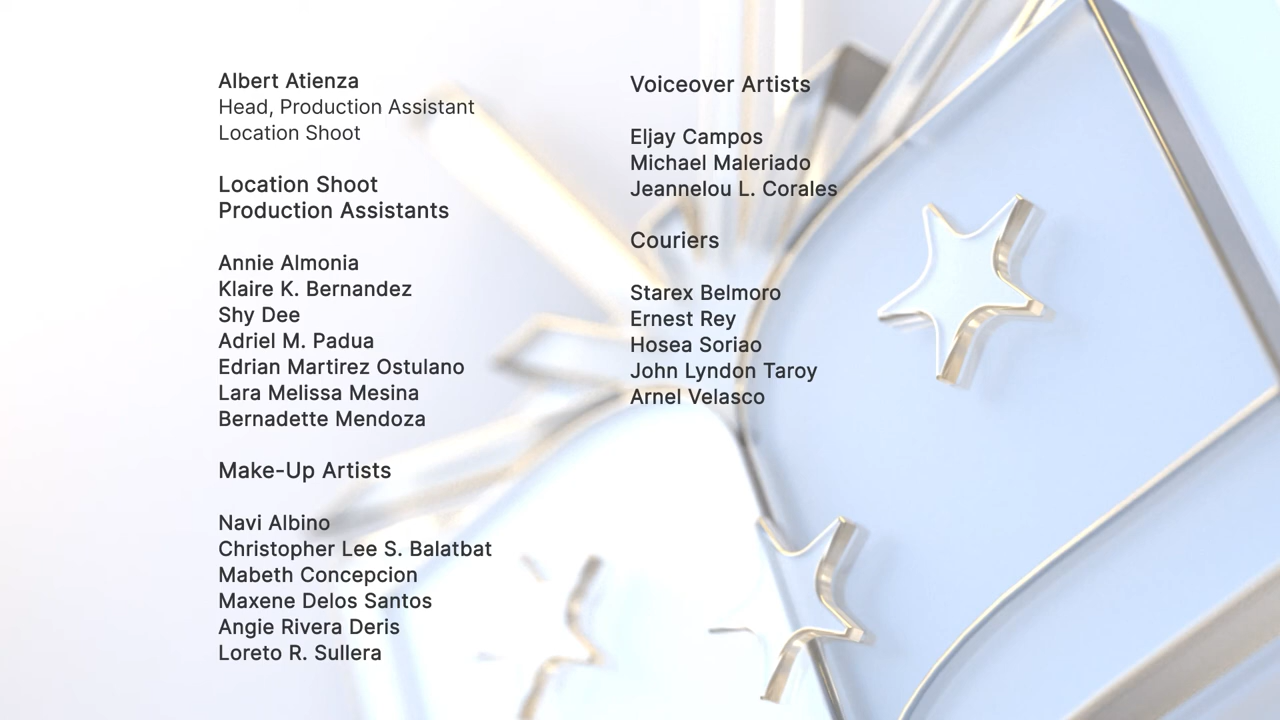 Albert Atienza
Head, Production Assistant
Location Shoot
Location Shoot
Production Assistants
Annie Almonia
Klaire K. Bernandez
Shy Dee
Adriel M. Padua
Edrian Martirez Ostulano
Lara Melissa Mesina
Bernadette Mendoza
Make-Up Artists
Navi Albino
Christopher Lee S. Balatbat
Mabeth Concepcion
Maxene Delos Santos
Angie Rivera Deris
Loreto R. Sullera
Voiceover Artists
Eljay Campos
Michael Maleriado
Jeannelou L. Corales
Couriers
Starex Belmoro
Ernest Rey
Hosea Soriao
John Lyndon Taroy
Arnel Velasco